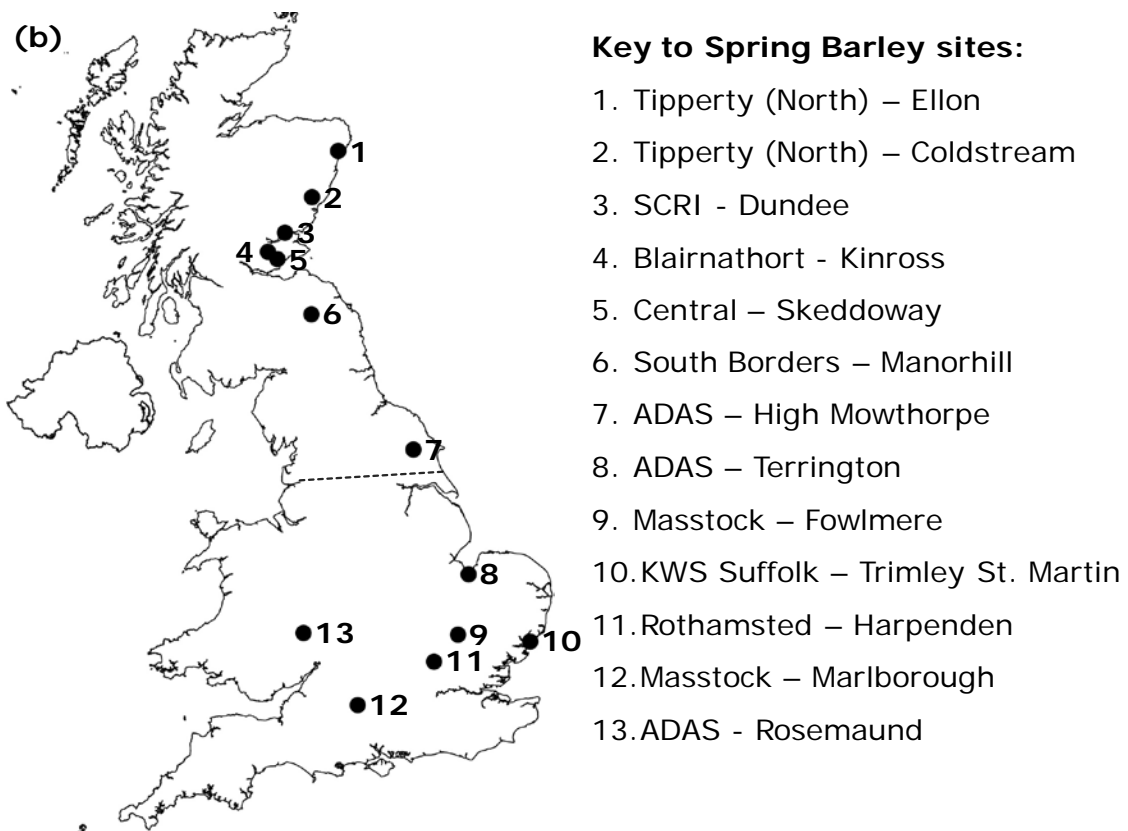 (b)
Key to Spring Barley sites:
1. Tipperty (North) – Ellon
2. Tipperty (North) – Coldstream
3. SCRI - Dundee
4. Blairnathort - Kinross
5. Central – Skeddoway
6. South Borders – Manorhill
7. ADAS – High Mowthorpe
8. ADAS – Terrington
9. Masstock – Fowlmere
10.KWS Suffolk – Trimley St. Martin
11.Rothamsted – Harpenden
12.Masstock – Marlborough
13.ADAS - Rosemaund
1
2
3
4
5
6
7
8
13
9
10
11
12